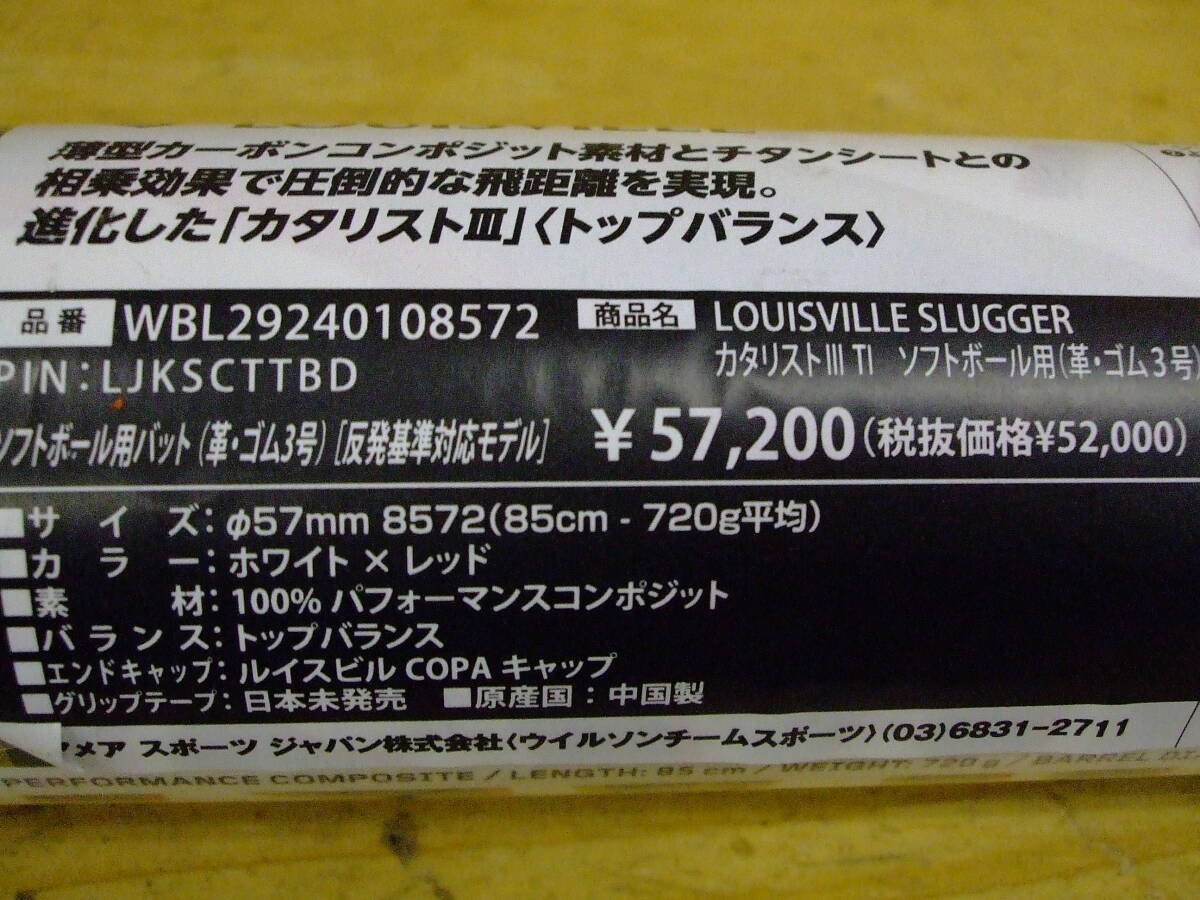 LOUISVILLE
薄型カーボンコンポジット素材とチタンシートとの
相乗効果で圧倒的な飛距離を実現。
進化した「カタリストⅢ」〈トップバランス〉
品番 WBL29240108572 商品名 LOUISVILLE SLUGGER
PIN:LJKSCTTBD カタリストⅢ TI ソフトボール用(革・ゴム3号)
ソフトボール用バット(革・ゴム3号)[反発基準対応モデル] ¥57,200(税抜価格¥52,000)
■サイズ:φ57mm 8572(85cm - 720g平均)
■カラー:ホワイト×レッド
■素材:100% パフォーマンスコンポジット
■バランス:トップバランス
■エンドキャップ:ルイスビル COPA キャップ
■グリップテープ:日本未発売 ■原産国:中国製
アメア スポーツ ジャパン株式会社〈ウイルソンチームスポーツ〉(03)6831-2711
PERFORMANCE COMPOSITE / LENGTH: 85 cm / WEIGHT: 720 g / BARREL